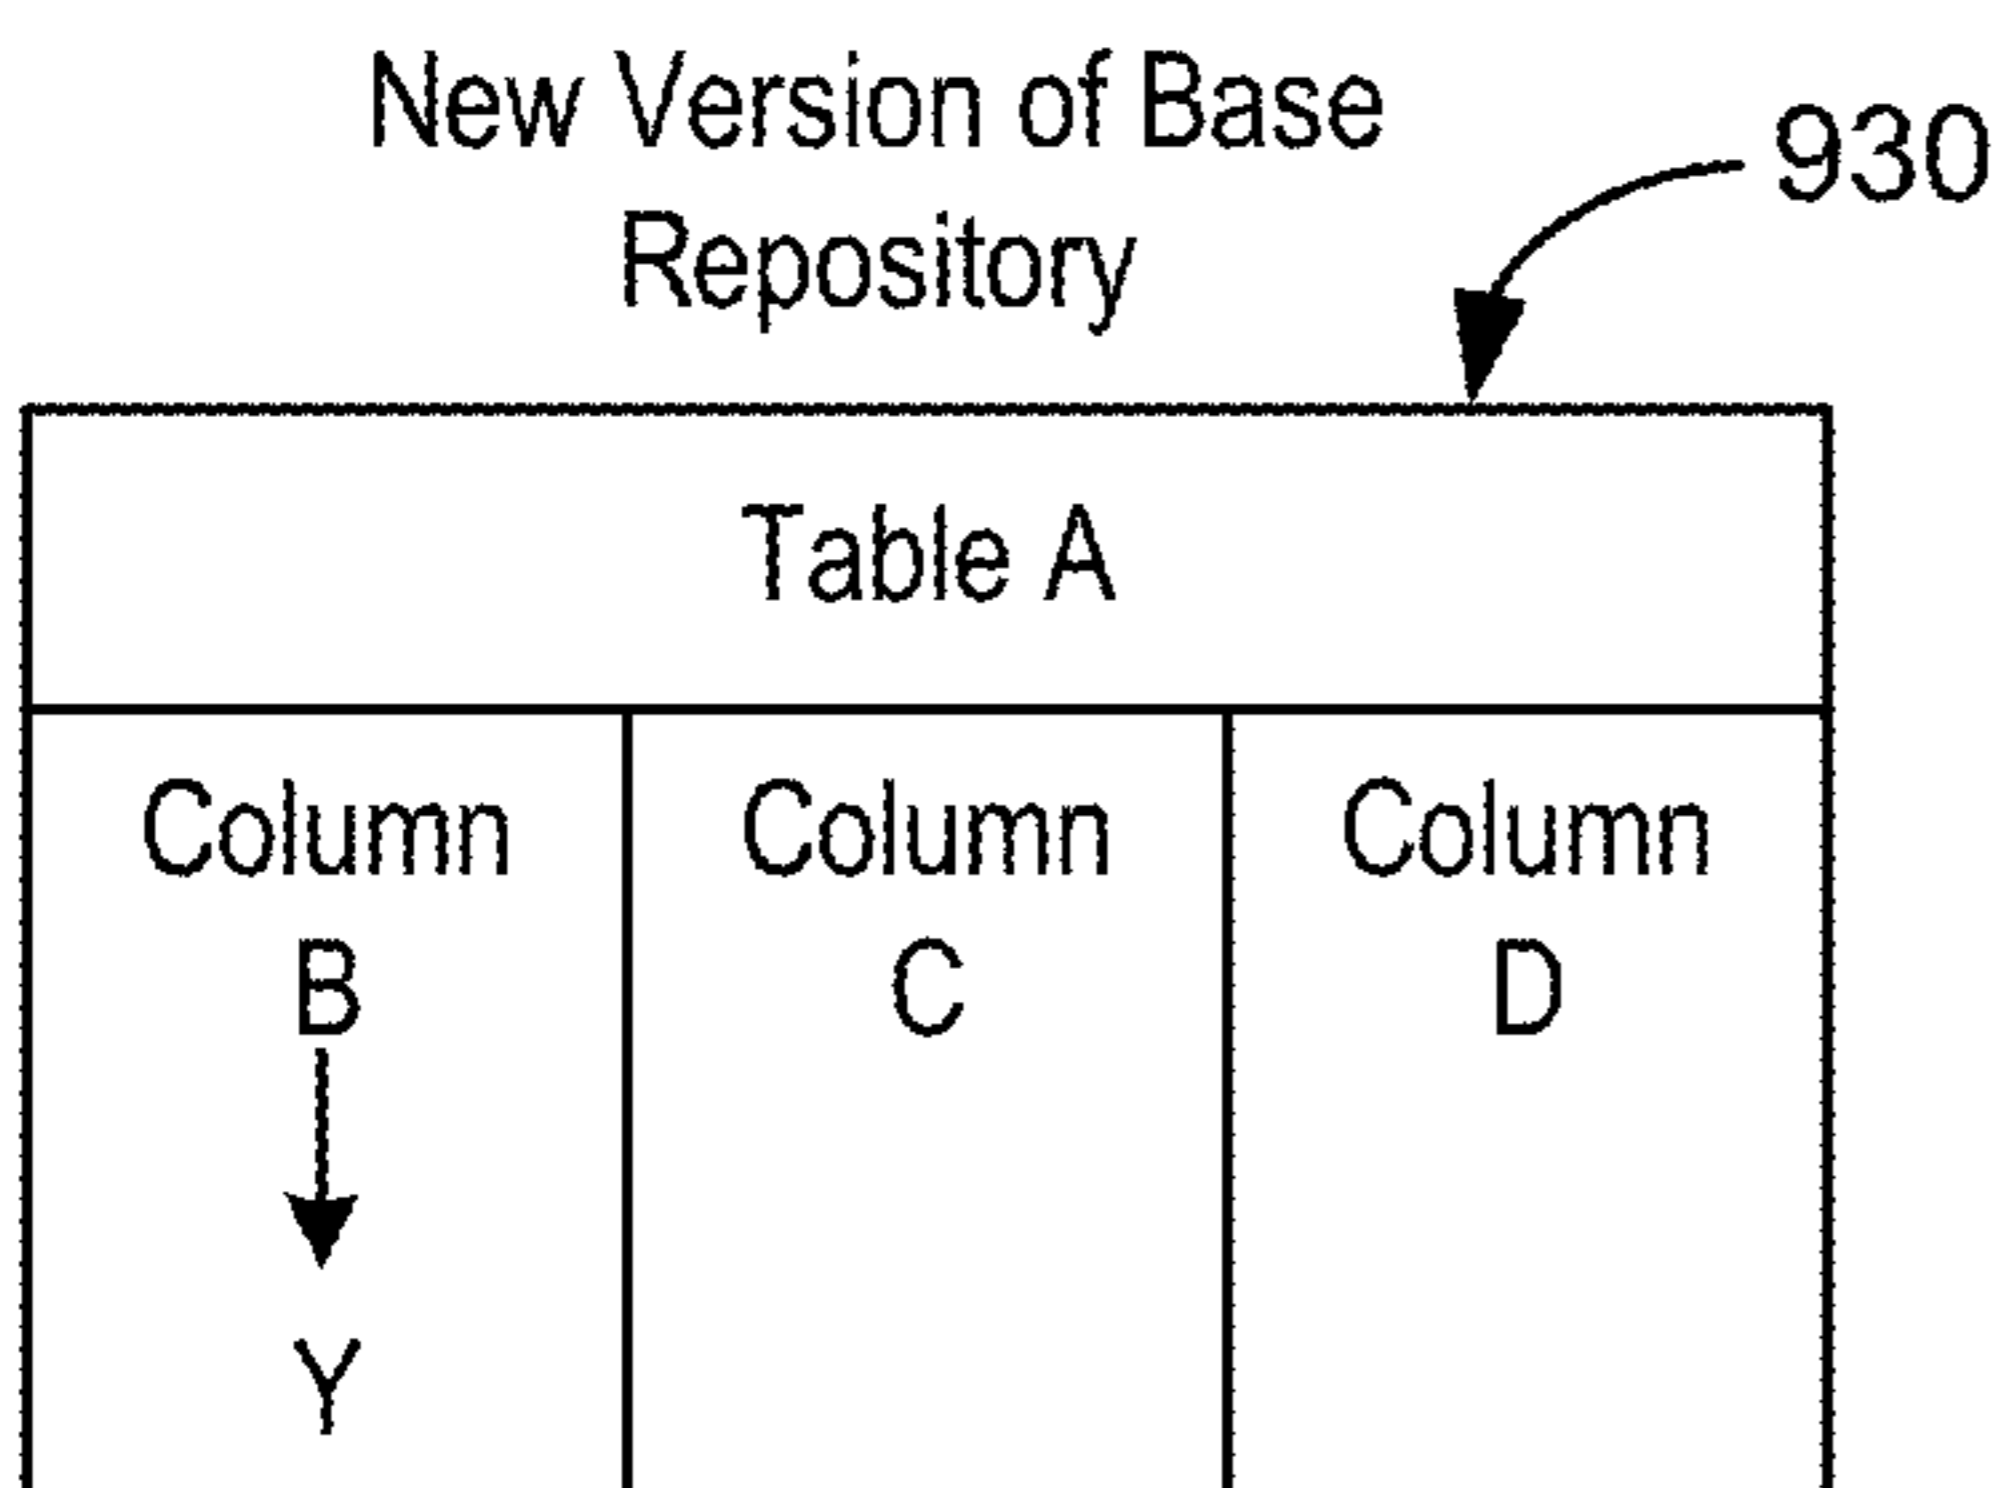 New Version of Base
Repository
930
Table A
Column
B
Y
Column
C
Column
D